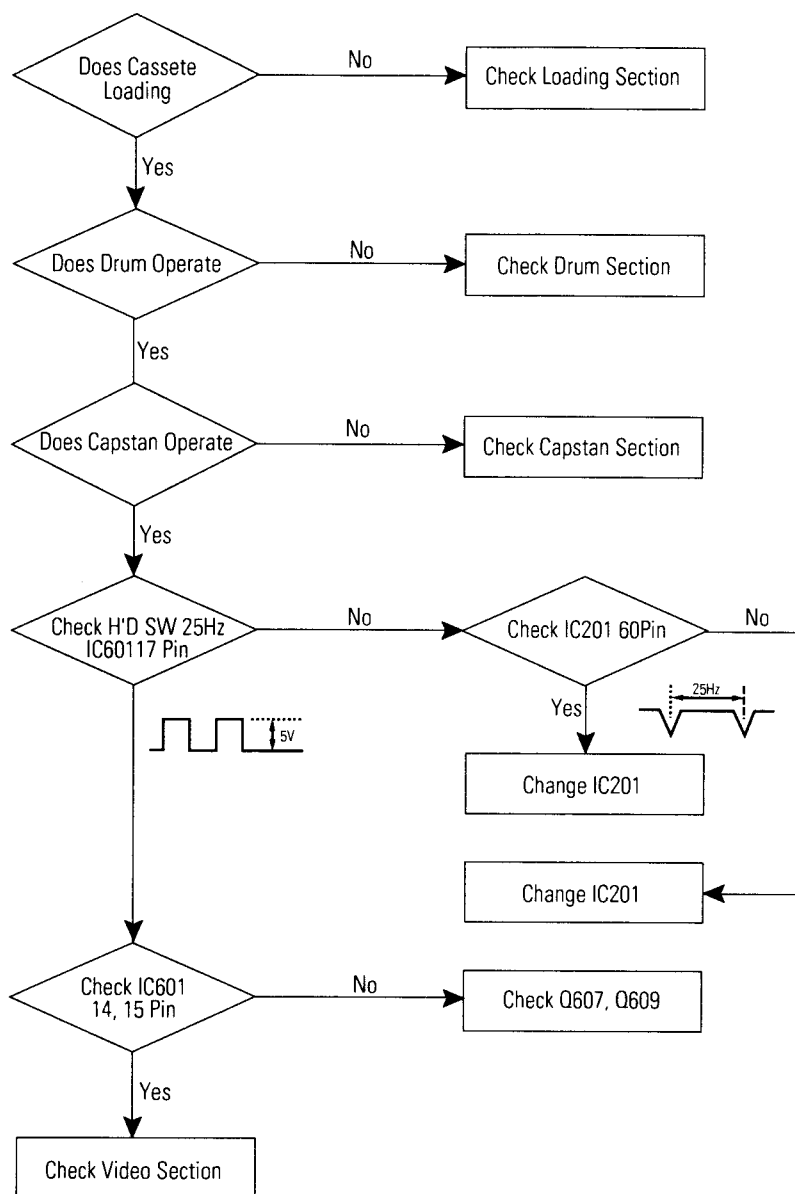 Does Cassete
Loading
No
Check Loading Section
Yes
Does Drum Operate
No
Check Drum Section
Yes
Does Capstan Operate
No
Check Capstan Section
Yes
Check H'D SW 25Hz
IC60117 Pin
No
Check IC201 60Pin
No
25Hz
Yes
5V
Change IC201
Change IC201
Check IC601
14, 15 Pin
No
Check Q607, Q609
Yes
Check Video Section